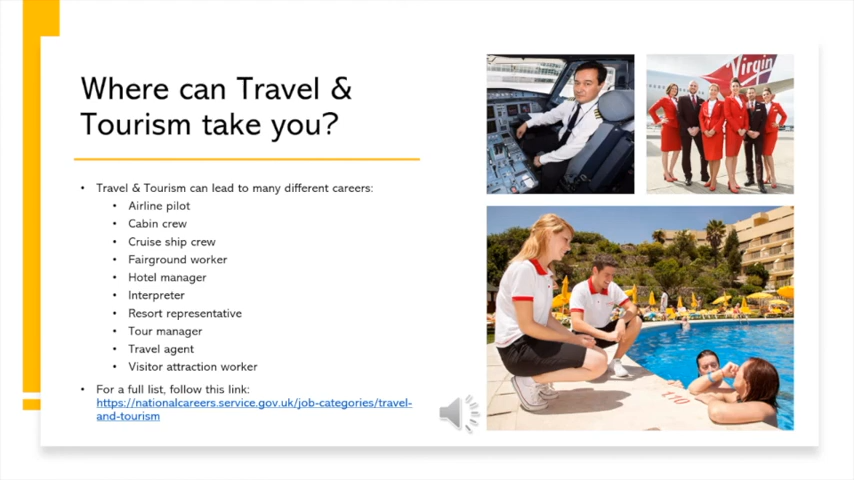 Where can Travel &
Tourism take you?
• Travel & Tourism can lead to many different careers:
• Airline pilot
• Cabin crew
• Cruise ship crew
• Fairground worker
• Hotel manager
• Interpreter
• Resort representative
• Tour manager
• Travel agent
• Visitor attraction worker
• For a full list, follow this link:
https://nationalcareers.service.gov.uk/job-categories/travel-
and-tourism
Virgin